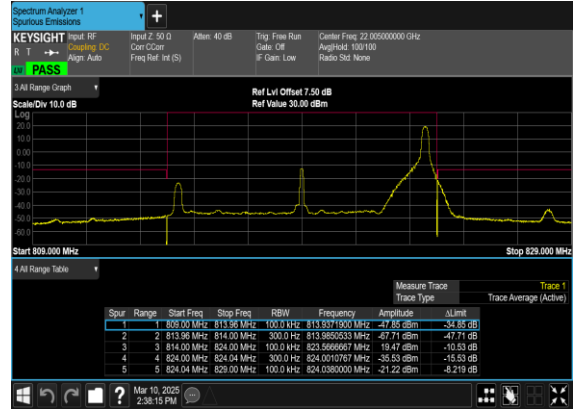 Spectrum Analyzer 1
Spurious Emissions
KEYSIGHT Input: RF Input Z: 50 Ω Atten: 40 dB Trig: Free Run Center Freq: 22.005000000 GHz
R T Coupling: DC Corr CCorr Gate: Off Avg|Hold: 100/100
Align: Auto Freq Ref: Int (S) IF Gain: Low Radio Std: None
PASS
3 All Range Graph
Ref Lvl Offset 7.50 dB
Scale/Div 10.0 dB Ref Value 30.00 dBm
Log
20.0
10.0
0.00
-10.0
-20.0
-30.0
-40.0
-50.0
-60.0
Start 809.000 MHz Stop 829.000 MHz
4 All Range Table
Measure Trace Trace 1
Trace Type Trace Average (Active)
Spur Range Start Freq Stop Freq RBW Frequency Amplitude ΔLimit
1 1 809.00 MHz 813.96 MHz 100.0 kHz 813.9371900 MHz -47.85 dBm -34.85 dB
2 2 813.96 MHz 814.00 MHz 300.0 Hz 813.9850533 MHz -67.71 dBm -47.71 dB
3 3 814.00 MHz 824.00 MHz 100.0 kHz 823.5666667 MHz 19.47 dBm -10.53 dB
4 4 824.00 MHz 824.04 MHz 300.0 Hz 824.0010767 MHz -35.53 dBm -15.53 dB
5 5 824.04 MHz 829.00 MHz 100.0 kHz 824.0380000 MHz -21.22 dBm -8.219 dB
Mar 10, 2025
2:38:15 PM